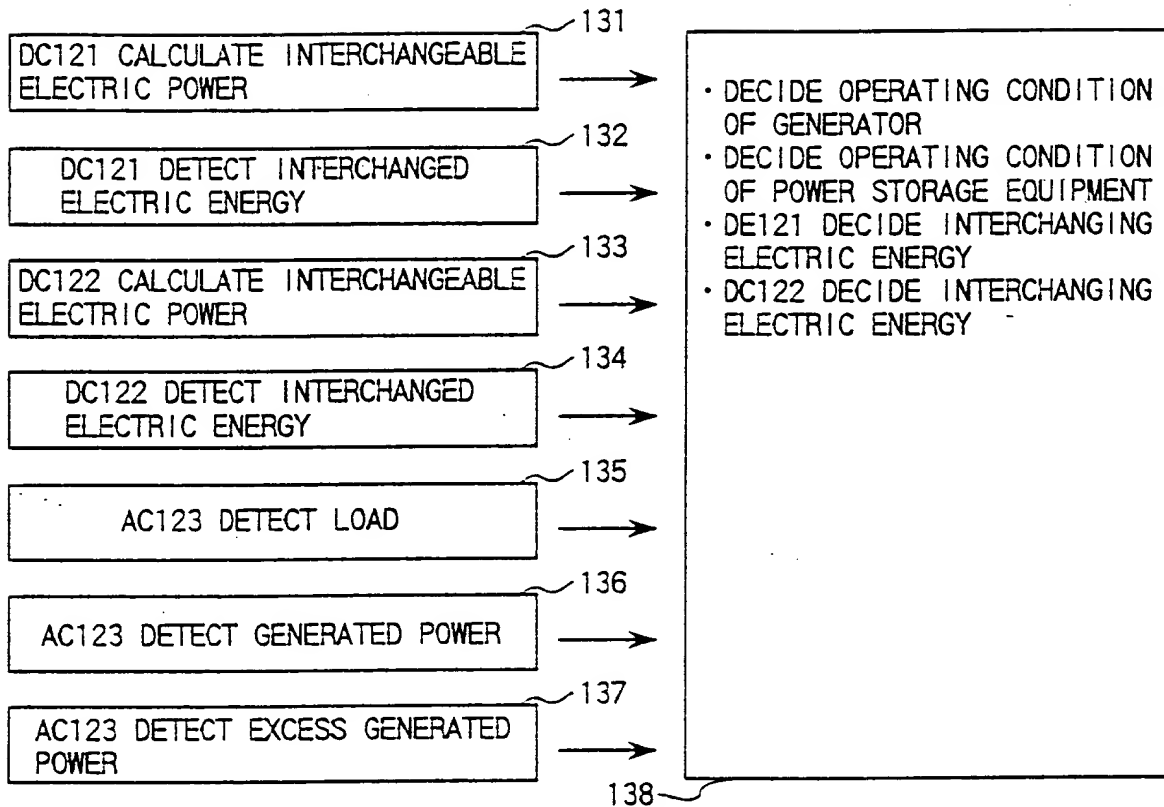 131
DC121 CALCULATE INTERCHANGEABLE
ELECTRIC POWER
132
DC121 DETECT INTERCHANGED
ELECTRIC ENERGY
133
DC122 CALCULATE INTERCHANGEABLE
ELECTRIC POWER
134
DC122 DETECT INTERCHANGED
ELECTRIC ENERGY
135
AC123 DETECT LOAD
136
AC123 DETECT GENERATED POWER
137
AC123 DETECT EXCESS GENERATED
POWER
· DECIDE OPERATING CONDITION
OF GENERATOR
· DECIDE OPERATING CONDITION
OF POWER STORAGE EQUIPMENT
· DE121 DECIDE INTERCHANGING
ELECTRIC ENERGY
· DC122 DECIDE INTERCHANGING
ELECTRIC ENERGY
138